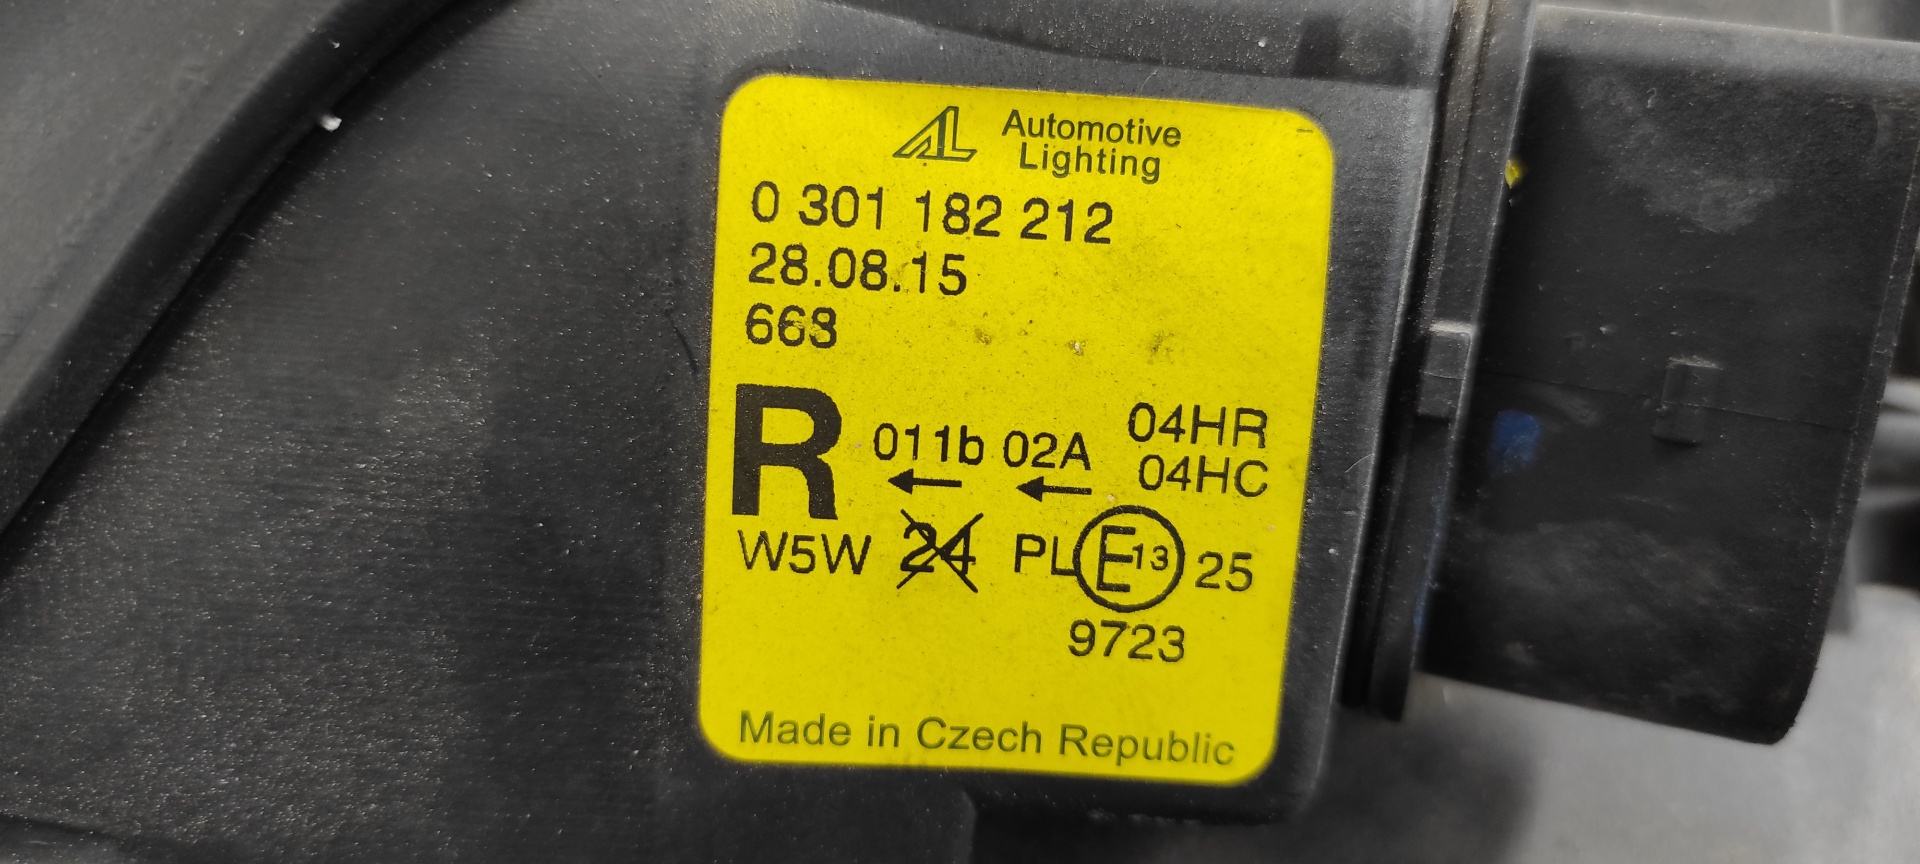 AL Automotive
Lighting
0 301 182 212
28.08.15
668
R 011b 02A 04HR
← ← 04HC
W5W 24 PL E13 25
9723
Made in Czech Republic